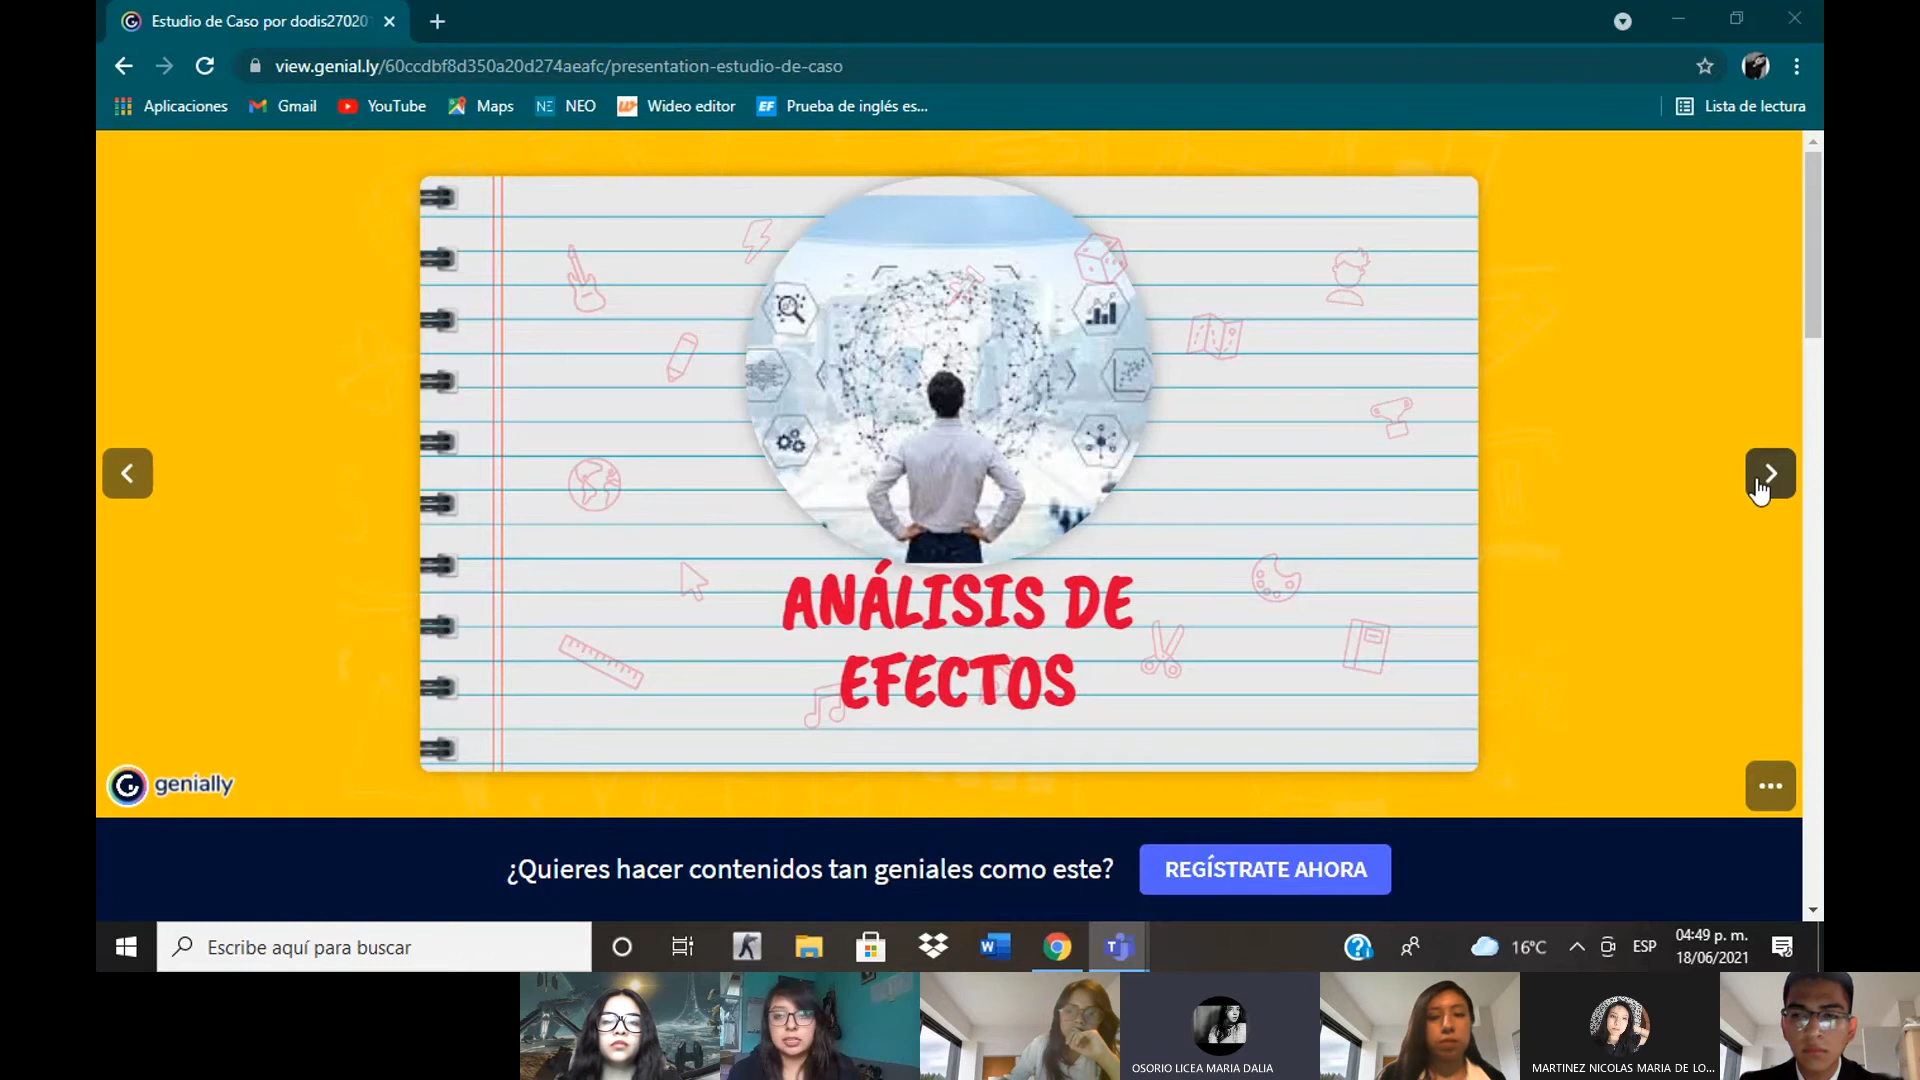 Estudio de Caso por dodis27020
view.genial.ly/60ccdbf8d350a20d274aeafc/presentation-estudio-de-caso
Aplicaciones
Gmail
YouTube
Maps
NE NEO
Wideo editor
EF Prueba de inglés es...
Lista de lectura
ANÁLISIS DE
EFECTOS
genially
¿Quieres hacer contenidos tan geniales como este?
REGÍSTRATE AHORA
Escribe aquí para buscar
16°C
ESP
04:49 p. m.
18/06/2021
OSORIO LICEA MARIA DALIA
MARTINEZ NICOLAS MARIA DE LO...